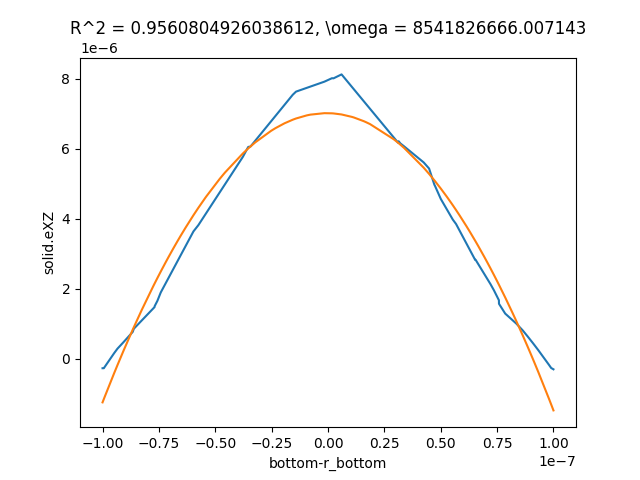 R^2 = 0.9560804926038612, \omega = 8541826666.007143
1e−6
8
6
4
2
0
solid.eXZ
−1.00 −0.75 −0.50 −0.25 0.00 0.25 0.50 0.75 1.00
1e−7
bottom-r_bottom